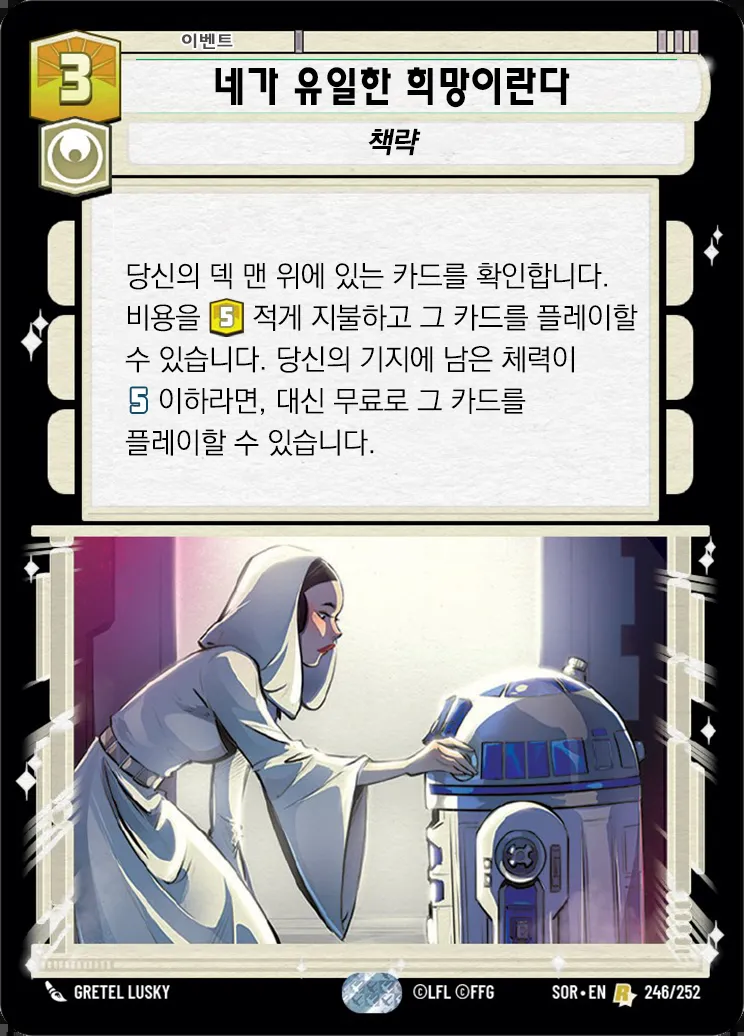 이벤트
3
네가 유일한 희망이란다
책략
당신의 덱 맨 위에 있는 카드를 확인합니다.
비용을 5 적게 지불하고 그 카드를 플레이할
수 있습니다. 당신의 기지에 남은 체력이
5 이하라면, 대신 무료로 그 카드를
플레이할 수 있습니다.
GRETEL LUSKY ©LFL ©FFG SOR • EN R 246/252